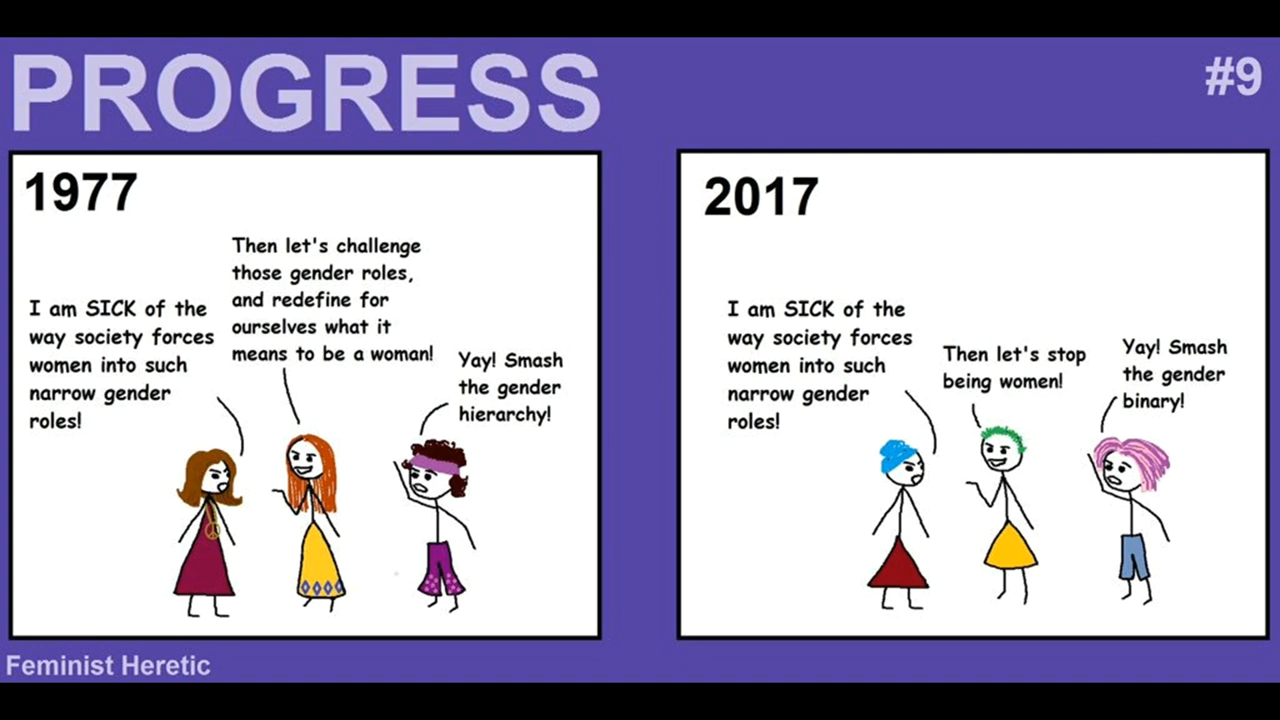 PROGRESS
#9
1977
I am SICK of the
way society forces
women into such
narrow gender
roles!
Then let's challenge
those gender roles,
and redefine for
ourselves what it
means to be a woman!
Yay! Smash
the gender
hierarchy!
2017
I am SICK of the
way society forces
women into such
narrow gender
roles!
Then let's stop
being women!
Yay! Smash
the gender
binary!
Feminist Heretic